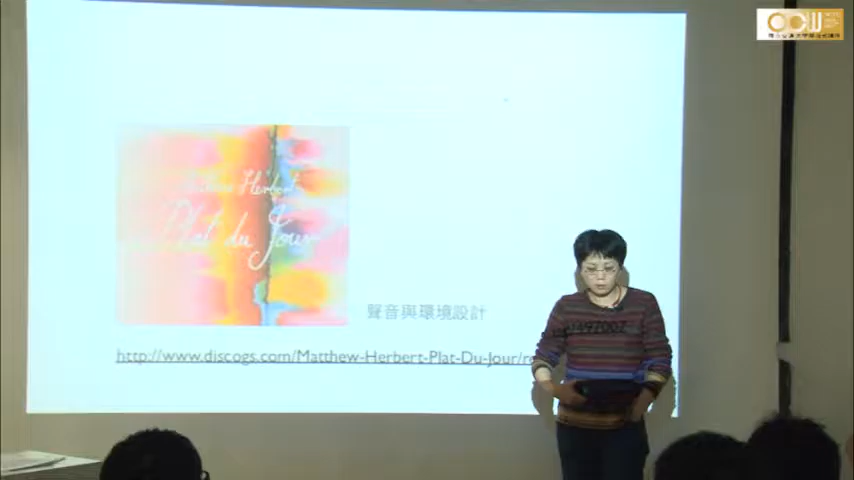 OCW
Herbert
Plat du Jour
聲音與環境設計
http://www.discogs.com/Matthew-Herbert-Plat-Du-Jour/re